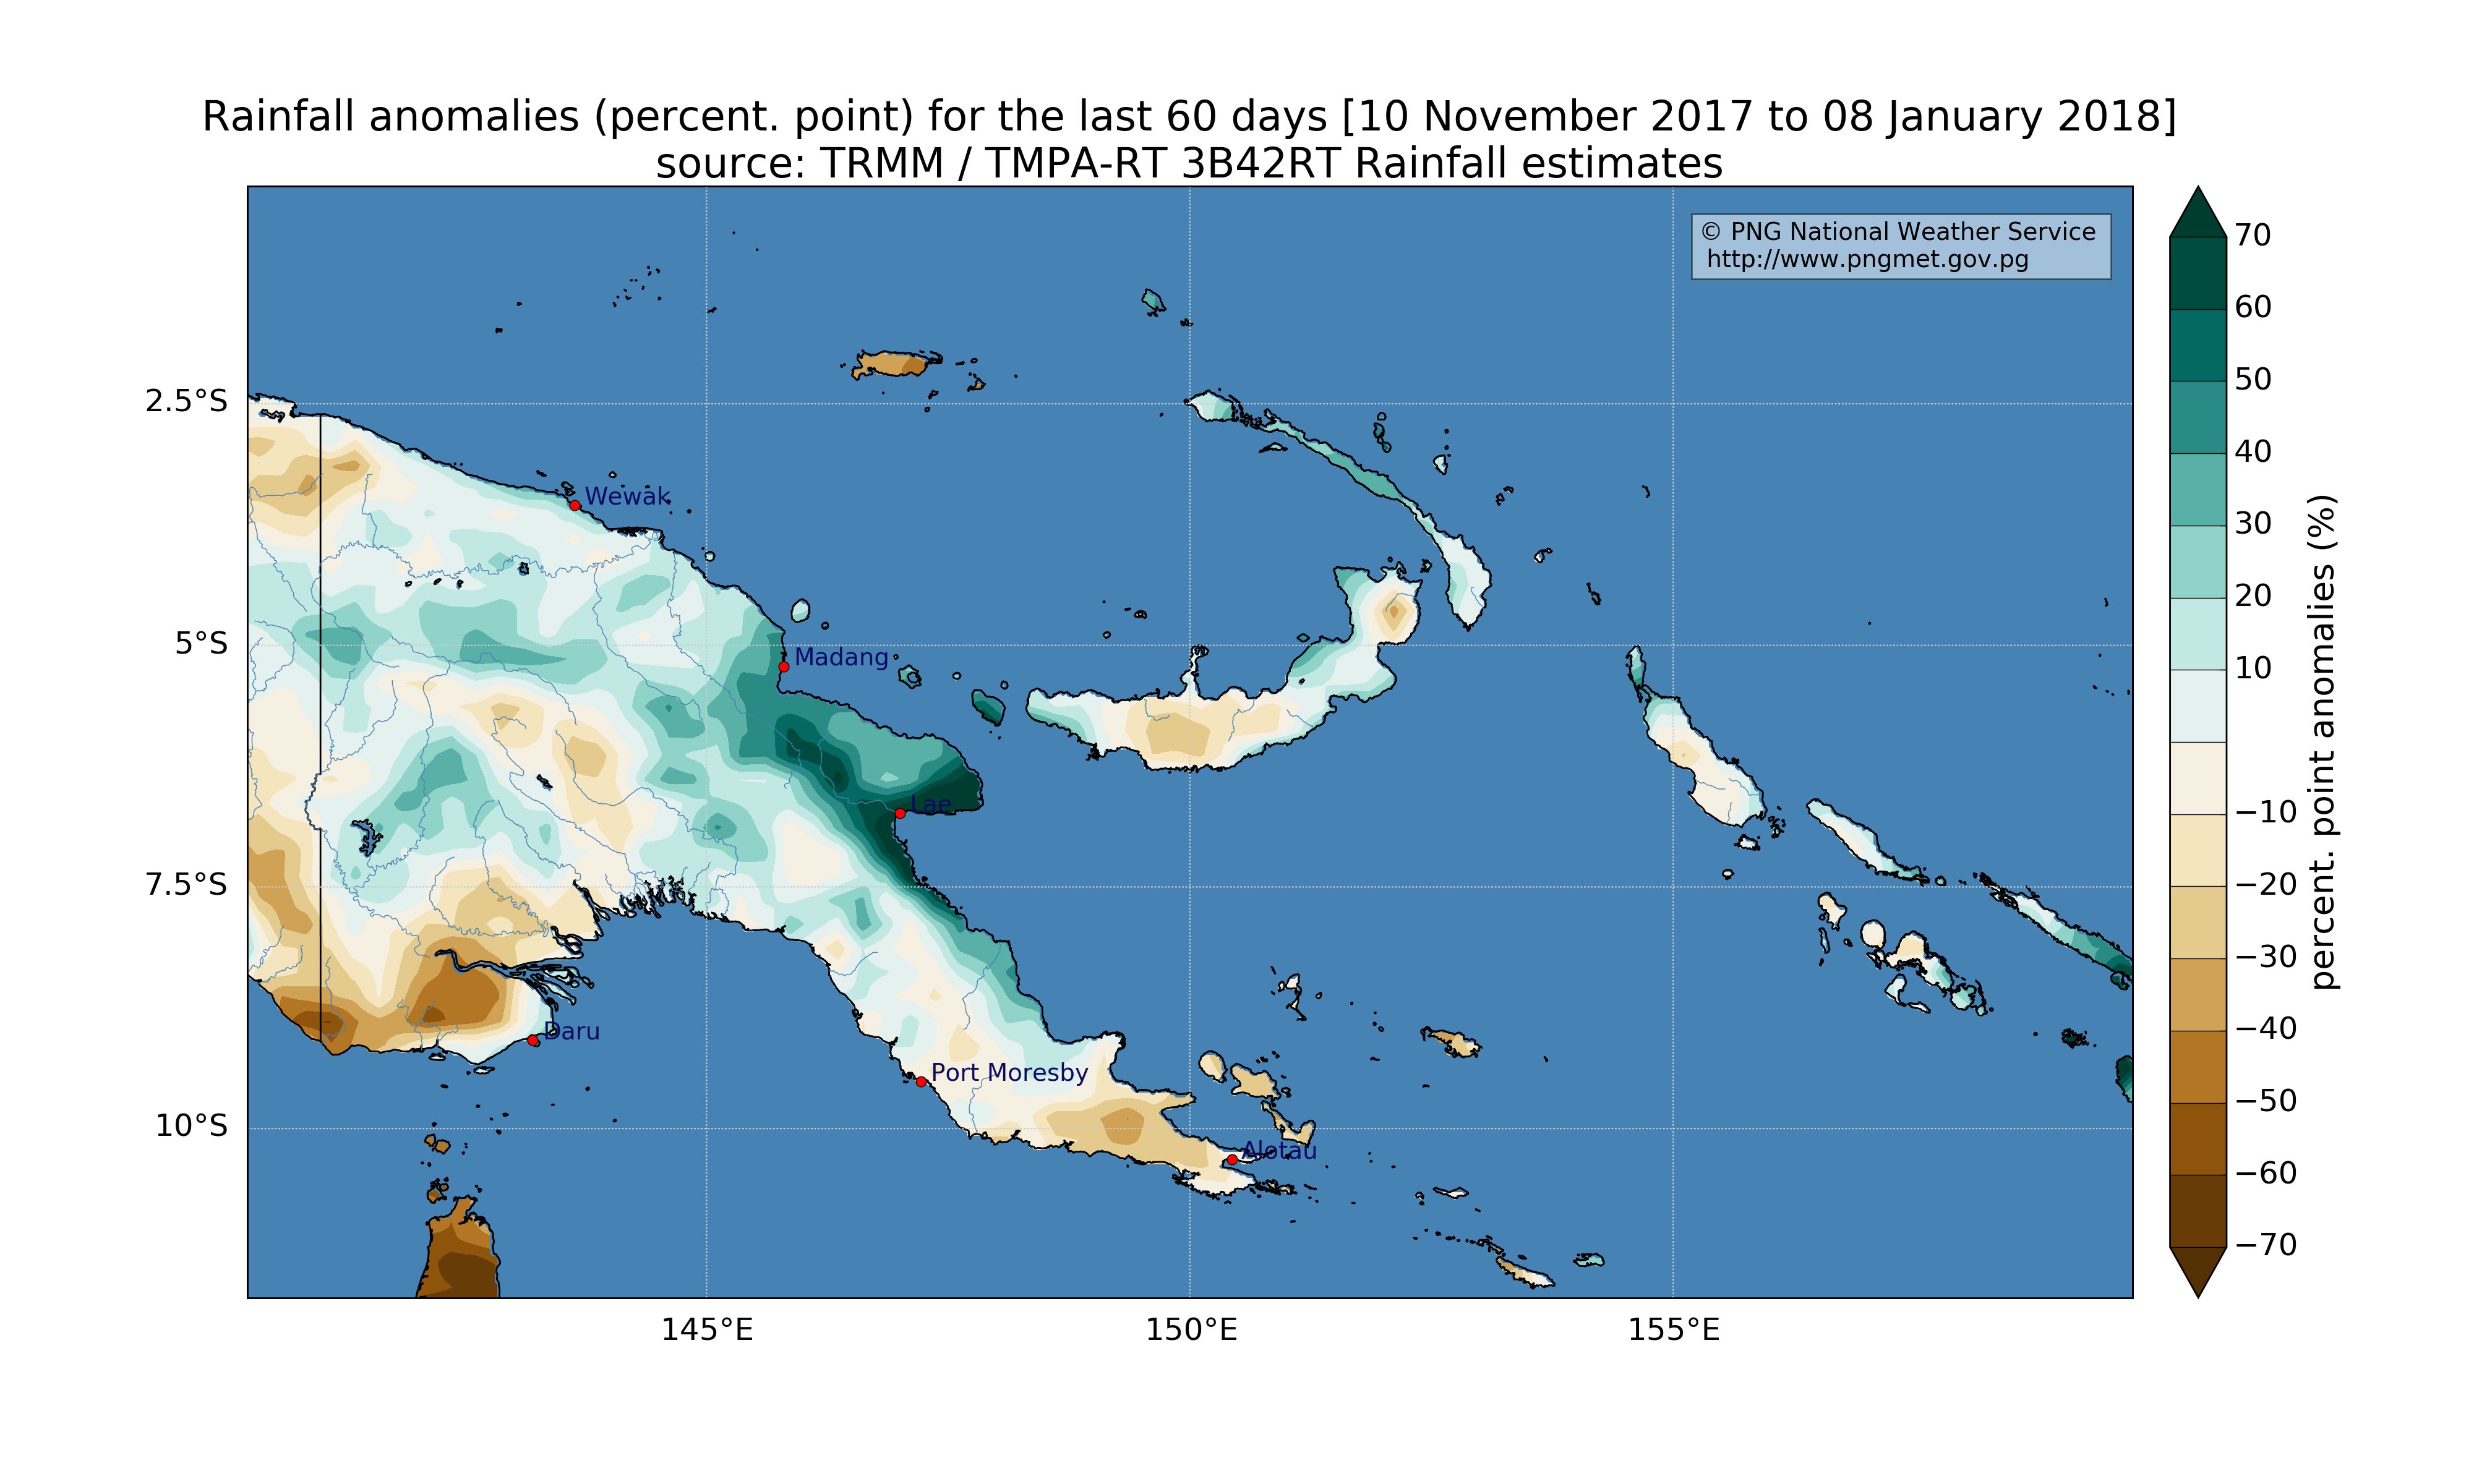 Rainfall anomalies (percent. point) for the last 60 days [10 November 2017 to 08 January 2018]
source: TRMM / TMPA-RT 3B42RT Rainfall estimates
© PNG National Weather Service
http://www.pngmet.gov.pg
2.5°S
5°S
7.5°S
10°S
Wewak
Madang
Lae
Daru
Port Moresby
Alotau
145°E
150°E
155°E
70
60
50
40
30
20
10
−10
−20
−30
−40
−50
−60
−70
percent. point anomalies (%)